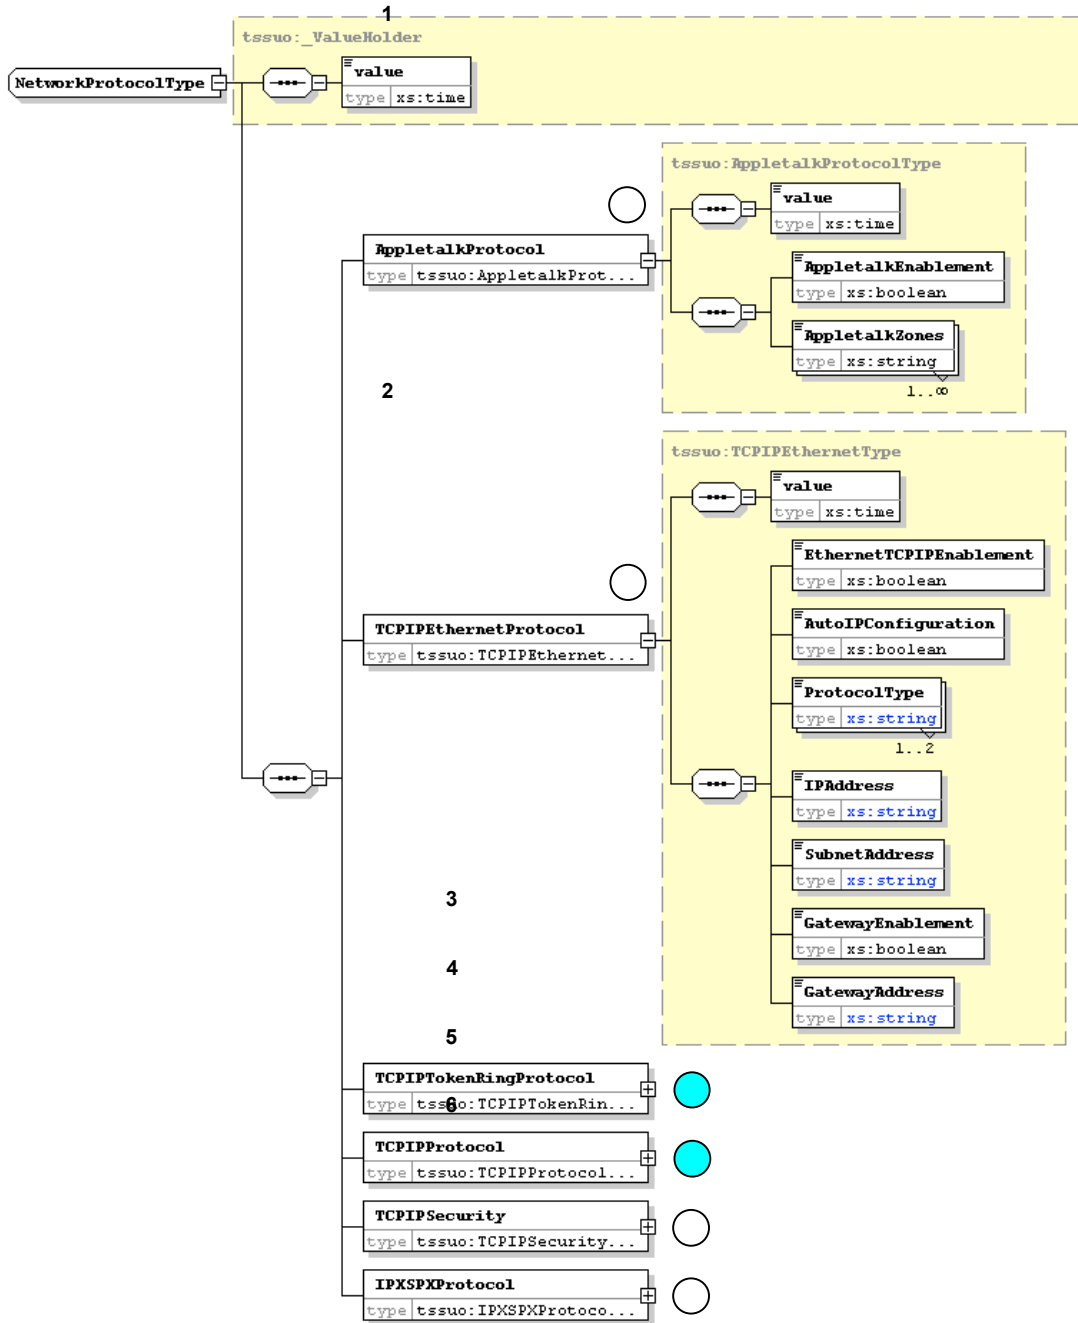 1
tssuo:_ValueHolder
value
NetworkProtocolType
type xs:time
tssuo:AppletalkProtocolType
value
type xs:time
AppletalkProtocol
type tssuo:AppletalkProt...
AppletalkEnablement
type xs:boolean
AppletalkZones
type xs:string
1..∞
2
tssuo:TCPIPEthernetType
value
type xs:time
EthernetTCPIPEnablement
type xs:boolean
TCPIPEthernetProtocol
type tssuo:TCPIPEthernet...
AutoIPConfiguration
type xs:boolean
ProtocolType
type xs:string
1..2
IPAddress
type xs:string
SubnetAddress
type xs:string
3
GatewayEnablement
type xs:boolean
4
GatewayAddress
type xs:string
5
TCPIPTokenRingProtocol
type tssuo:TCPIPTokenRin...
6
TCPIPProtocol
type tssuo:TCPIPProtocol...
TCPIPSecurity
type tssuo:TCPIPSecurity...
IPXSPXProtocol
type tssuo:IPXSPXProtoco...